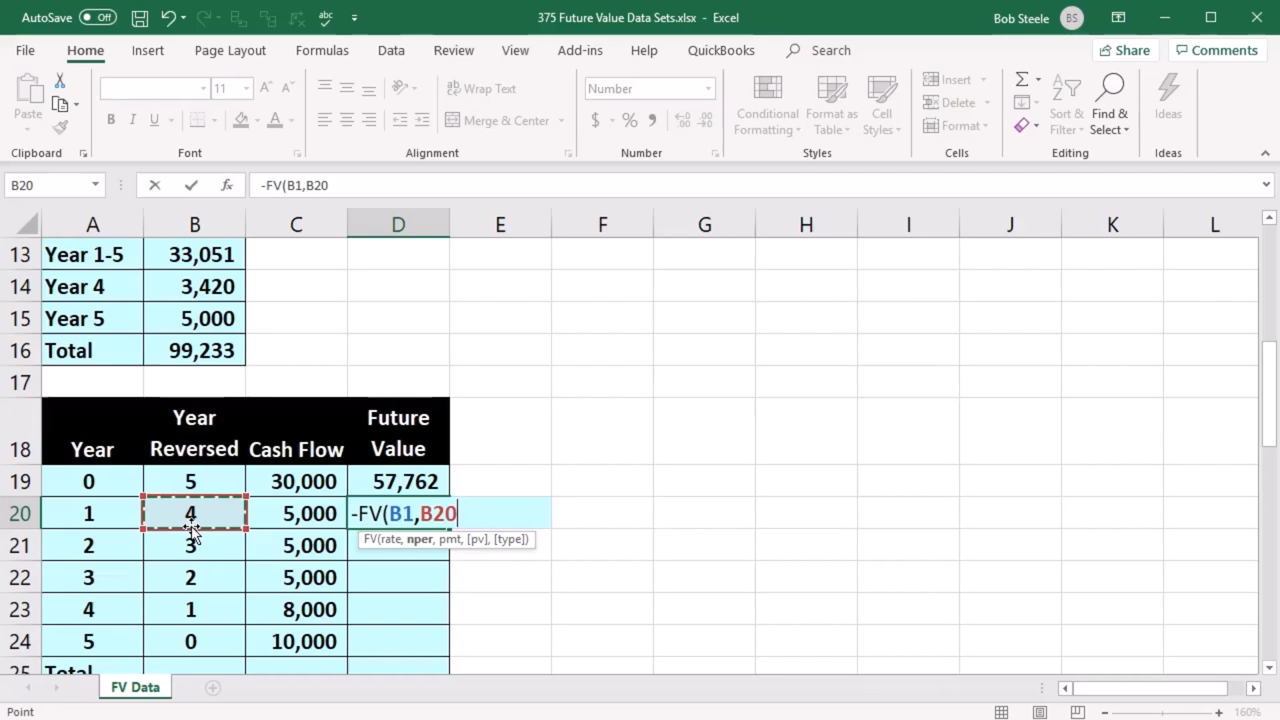 AutoSave Off
375 Future Value Data Sets.xlsx - Excel
Bob Steele BS
File Home Insert Page Layout Formulas Data Review View Add-ins Help QuickBooks Search Share Comments
Paste
11
B I U A A A
Wrap Text
Merge & Center
Number
$ % 9
Conditional Formatting
Format as Table
Cell Styles
Insert
Delete
Format
Sort & Filter
Find & Select
Ideas
Clipboard Font Alignment Number Styles Cells Editing Ideas
B20 fx -FV(B1,B20
A B C D E F G H I J K L
13 Year 1-5 33,051
14 Year 4 3,420
15 Year 5 5,000
16 Total 99,233
17
Year Future
18 Year Reversed Cash Flow Value
19 0 5 30,000 57,762
20 1 4 5,000 -FV(B1,B20
FV(rate, nper, pmt, [pv], [type])
21 2 3 5,000
22 3 2 5,000
23 4 1 8,000
24 5 0 10,000
25 Total
FV Data
Point 160%